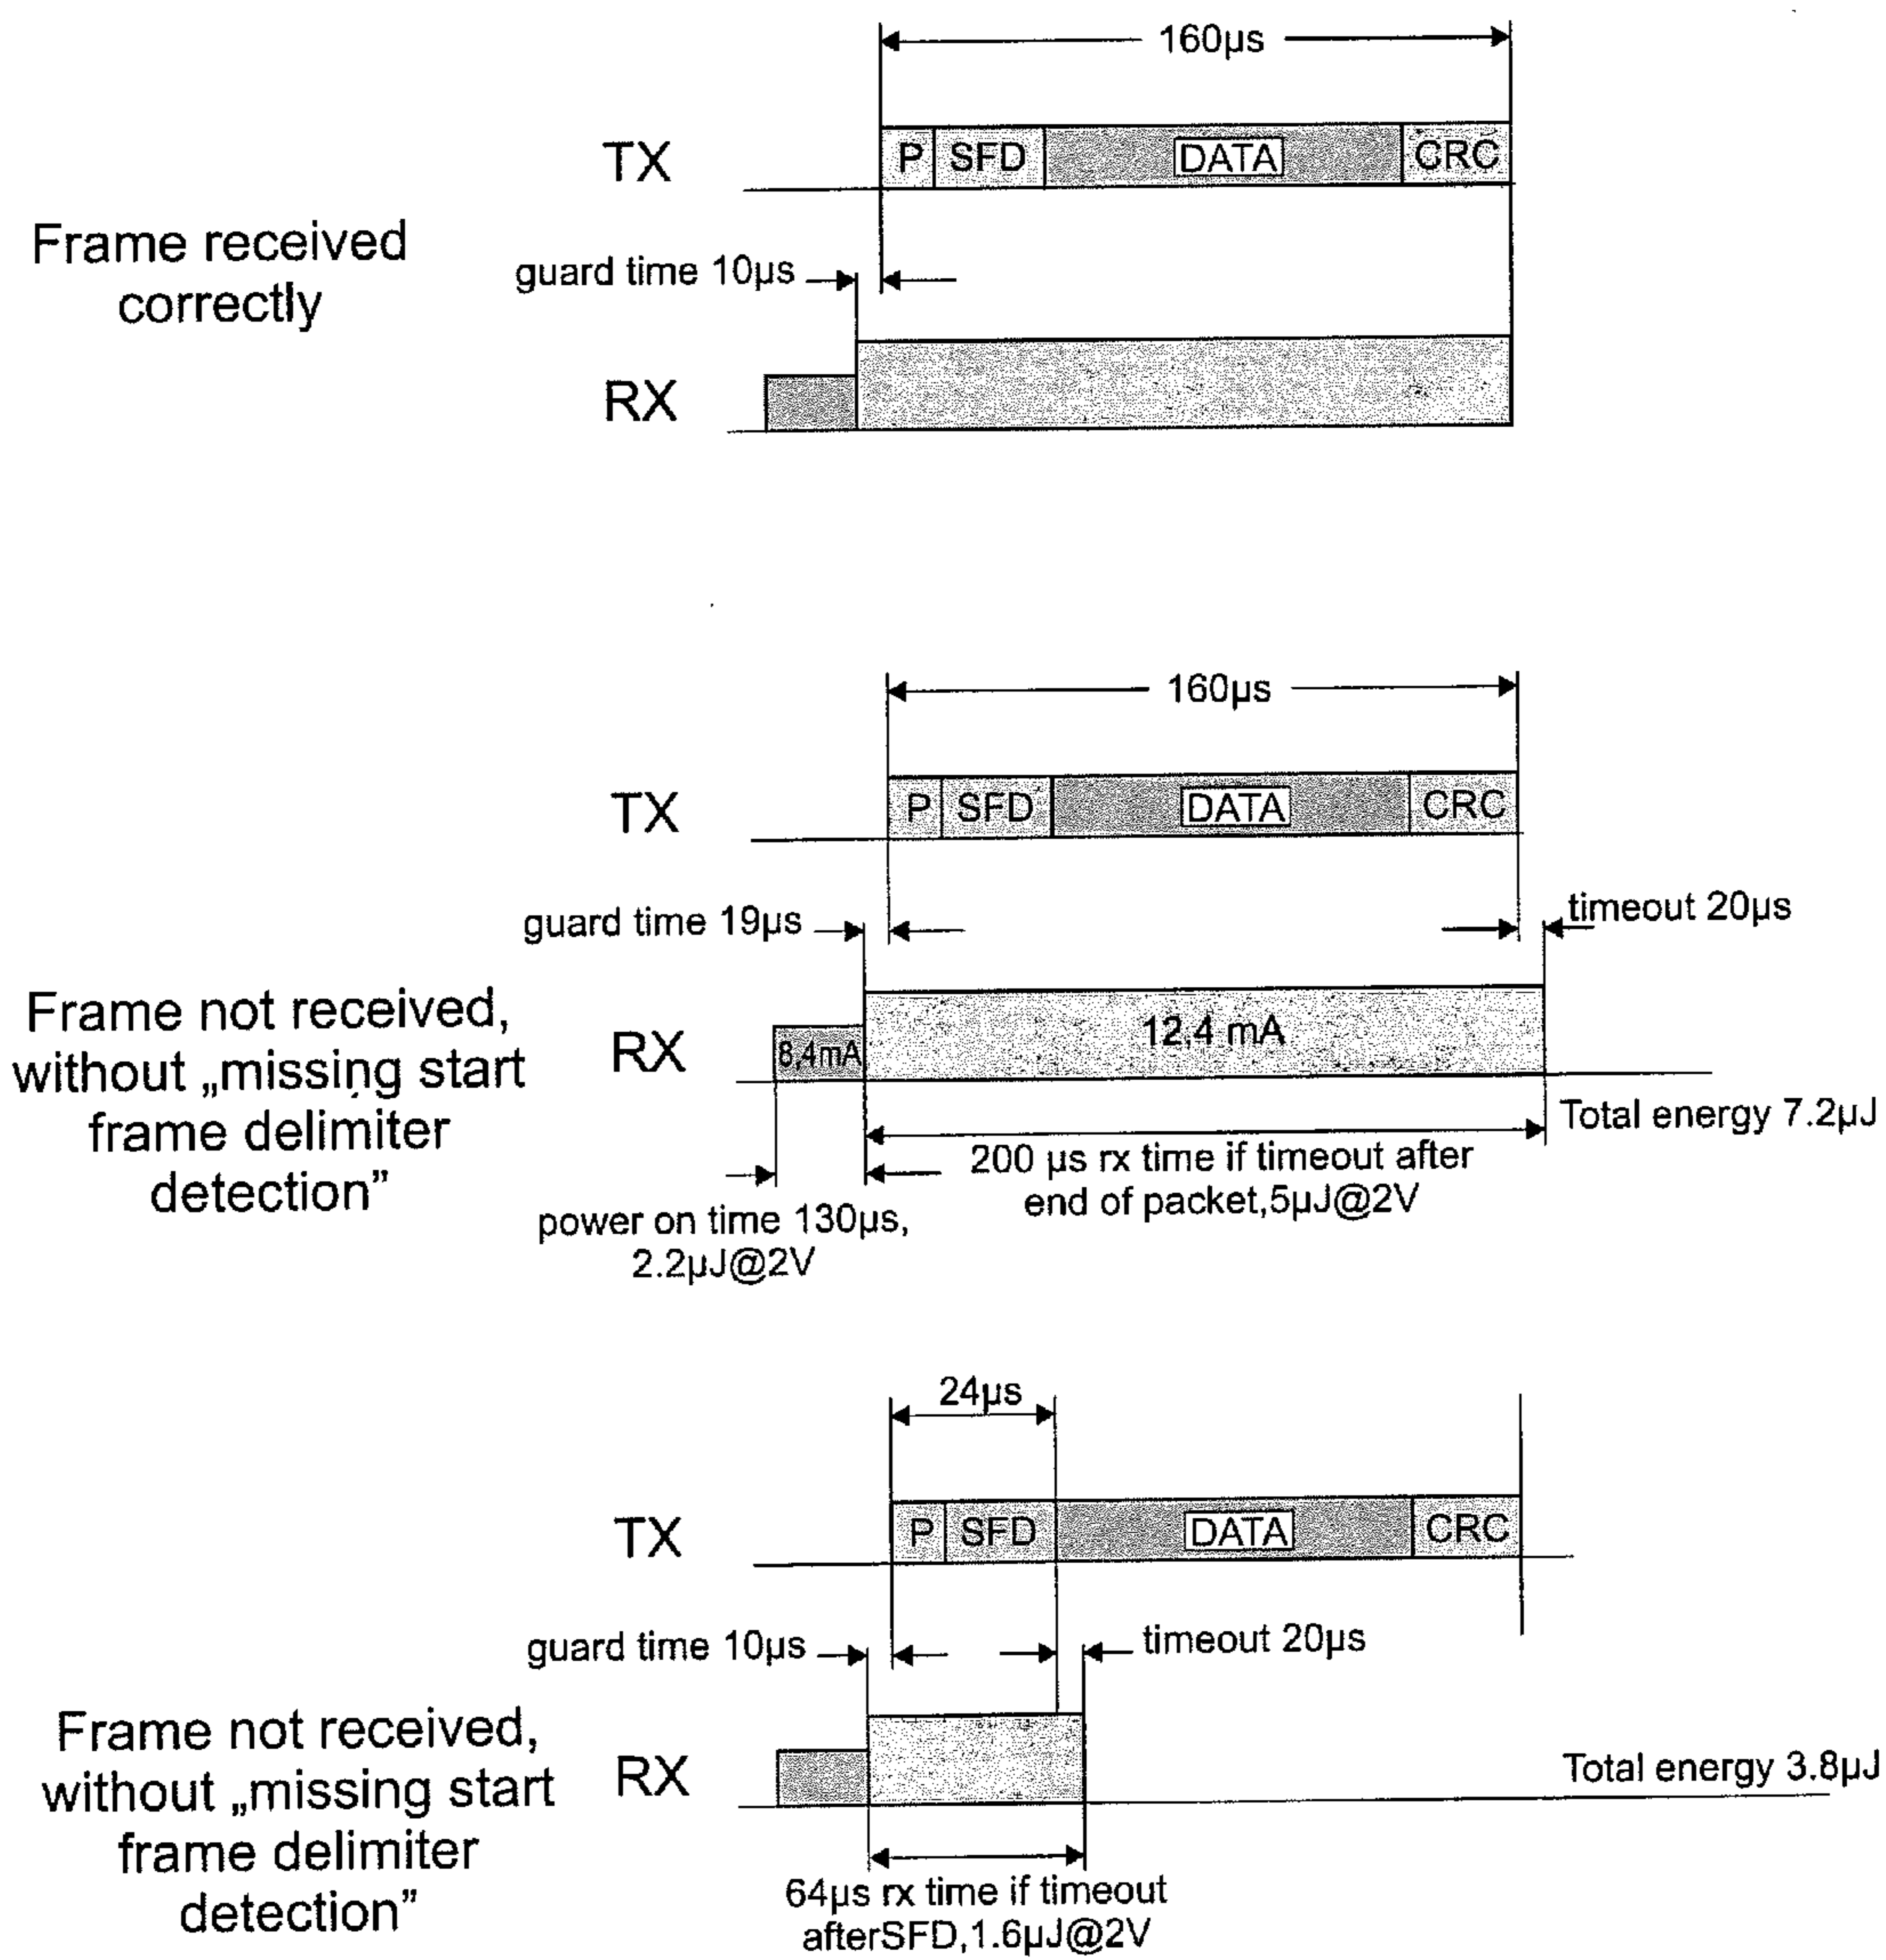 160µs
TX
P SFD DATA CRC
Frame received
correctly
guard time 10µs
RX
160µs
TX
P SFD DATA CRC
guard time 19µs
timeout 20µs
Frame not received,
without „missing start
frame delimiter
detection”
RX
8,4mA
12,4 mA
Total energy 7.2µJ
200 µs rx time if timeout after
end of packet,5µJ@2V
power on time 130µs,
2.2µJ@2V
24µs
TX
P SFD DATA CRC
guard time 10µs
timeout 20µs
Frame not received,
without „missing start
frame delimiter
detection”
RX
Total energy 3.8µJ
64µs rx time if timeout
afterSFD,1.6µJ@2V